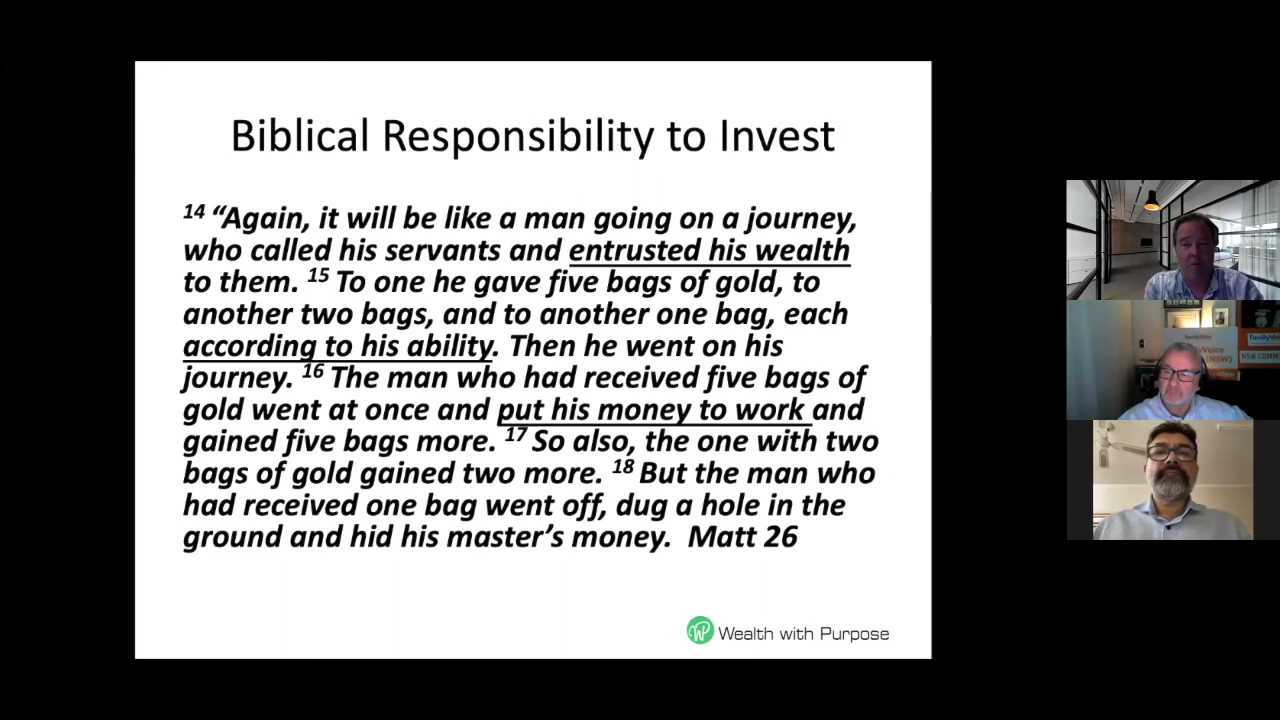 Biblical Responsibility to Invest
14 “Again, it will be like a man going on a journey,
who called his servants and entrusted his wealth
to them. 15 To one he gave five bags of gold, to
another two bags, and to another one bag, each
according to his ability. Then he went on his
journey. 16 The man who had received five bags of
gold went at once and put his money to work and
gained five bags more. 17 So also, the one with two
bags of gold gained two more. 18 But the man who
had received one bag went off, dug a hole in the
ground and hid his master’s money. Matt 26
WP Wealth with Purpose